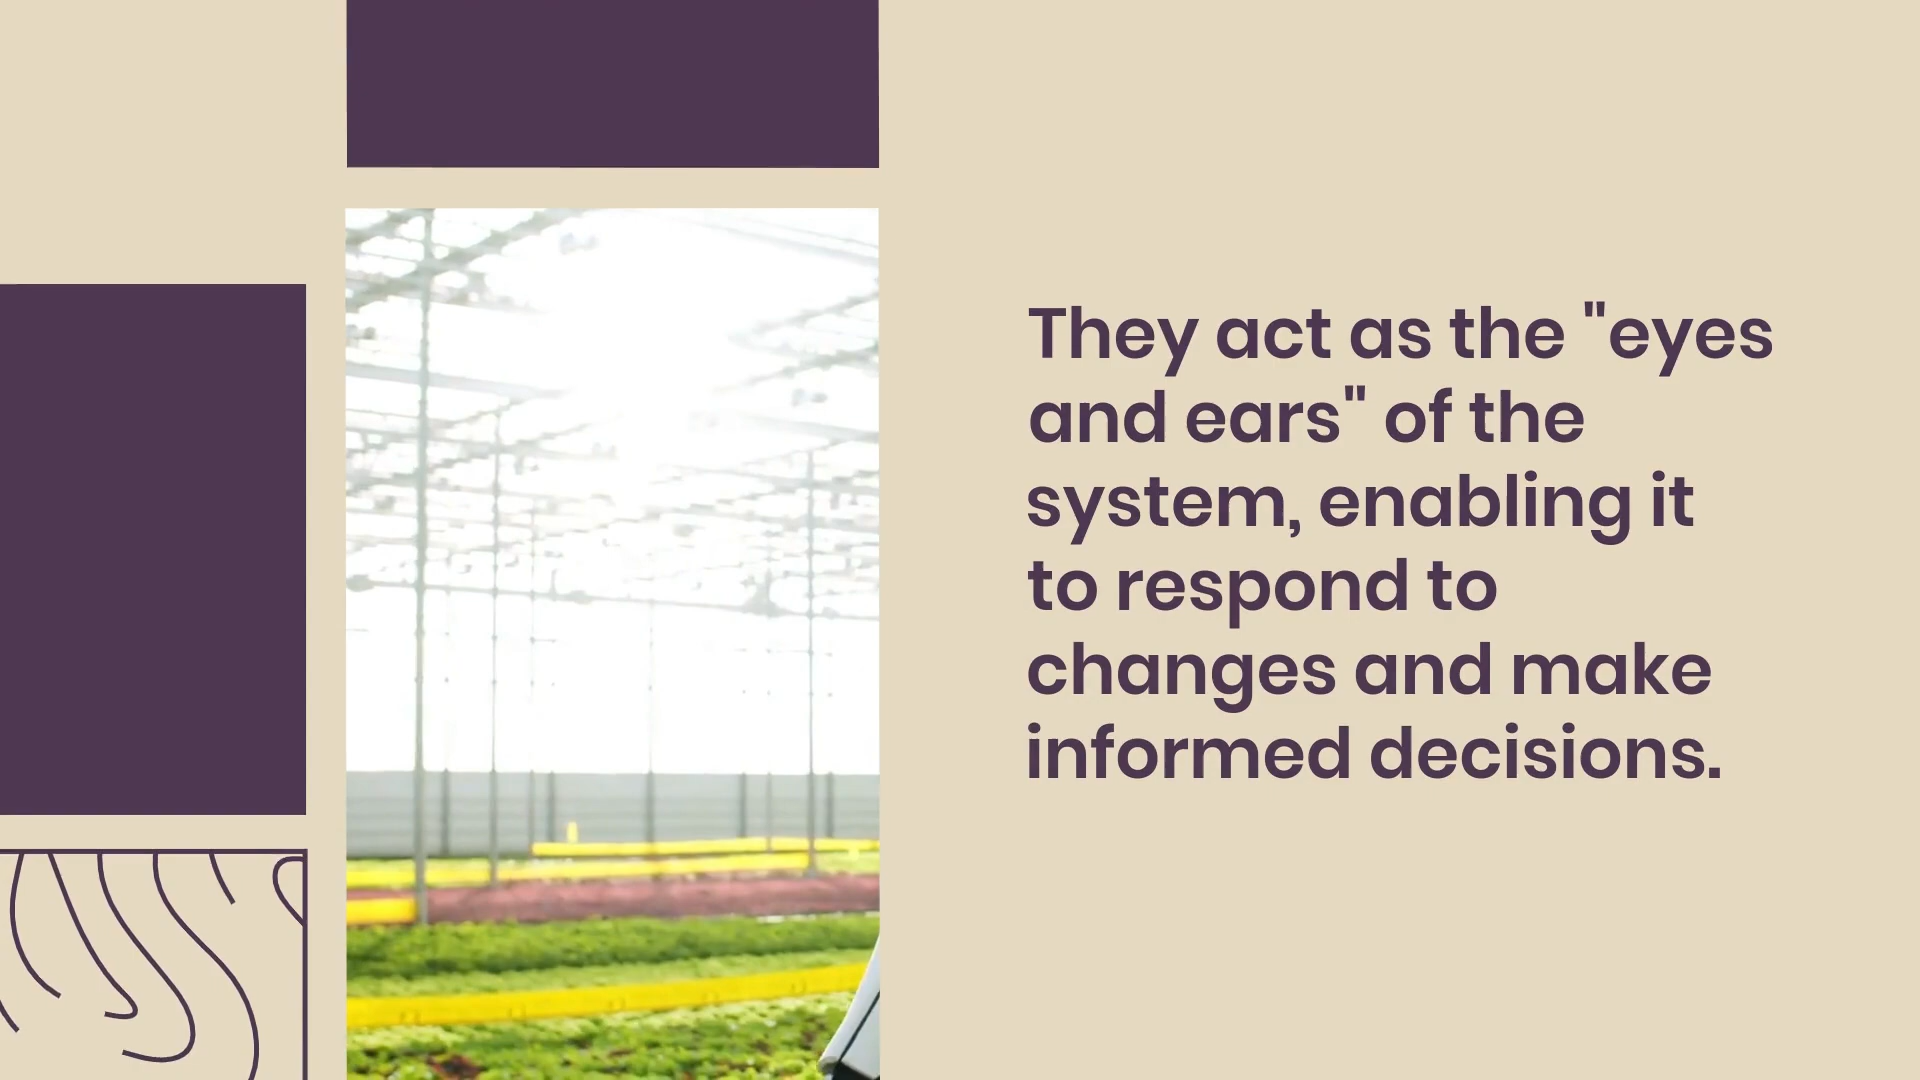 They act as the "eyes
and ears" of the
system, enabling it
to respond to
changes and make
informed decisions.